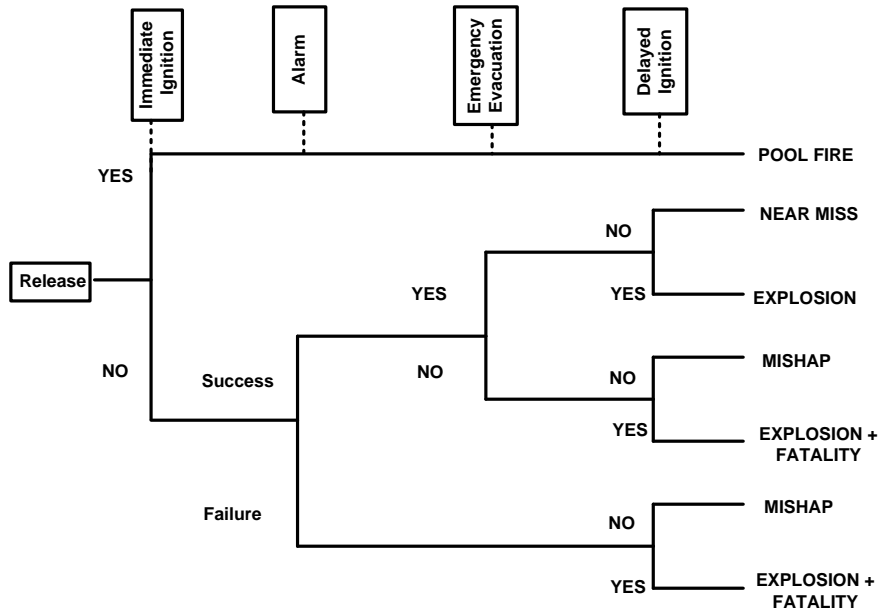 Immediate
Ignition
Alarm
Emergency
Evacuation
Delayed
Ignition
YES
POOL FIRE
NO
NEAR MISS
Release
YES
YES
EXPLOSION
NO
Success
NO
NO
MISHAP
YES
EXPLOSION +
FATALITY
Failure
NO
MISHAP
YES
EXPLOSION +
FATALITY